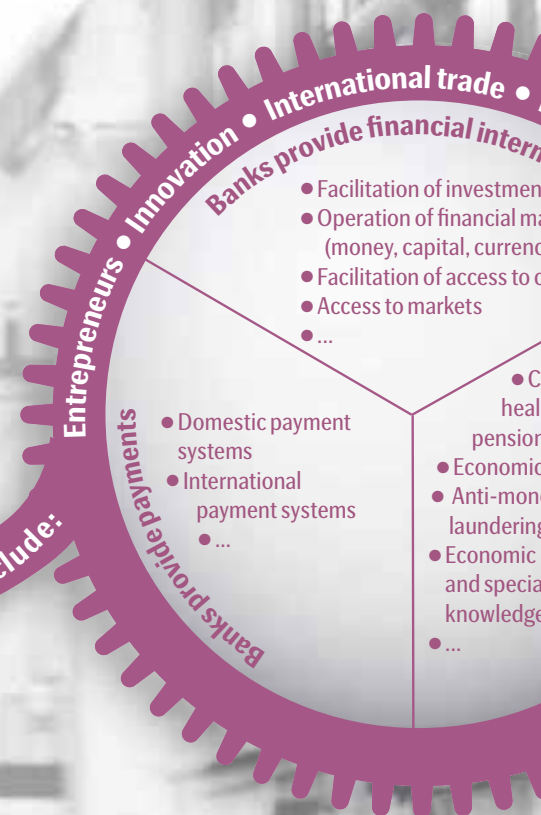 Entrepreneurs • Innovation • International trade •
Banks provide financial intern
• Facilitation of investmen
• Operation of financial ma
(money, capital, currenc
• Facilitation of access to
• Access to markets
• ...
Banks provide payments
• Domestic payment
systems
• International
payment systems
• ...
heal
pension
• Economic
• Anti-mone
laundering
• Economic
and specia
knowledge
• ...
clude: